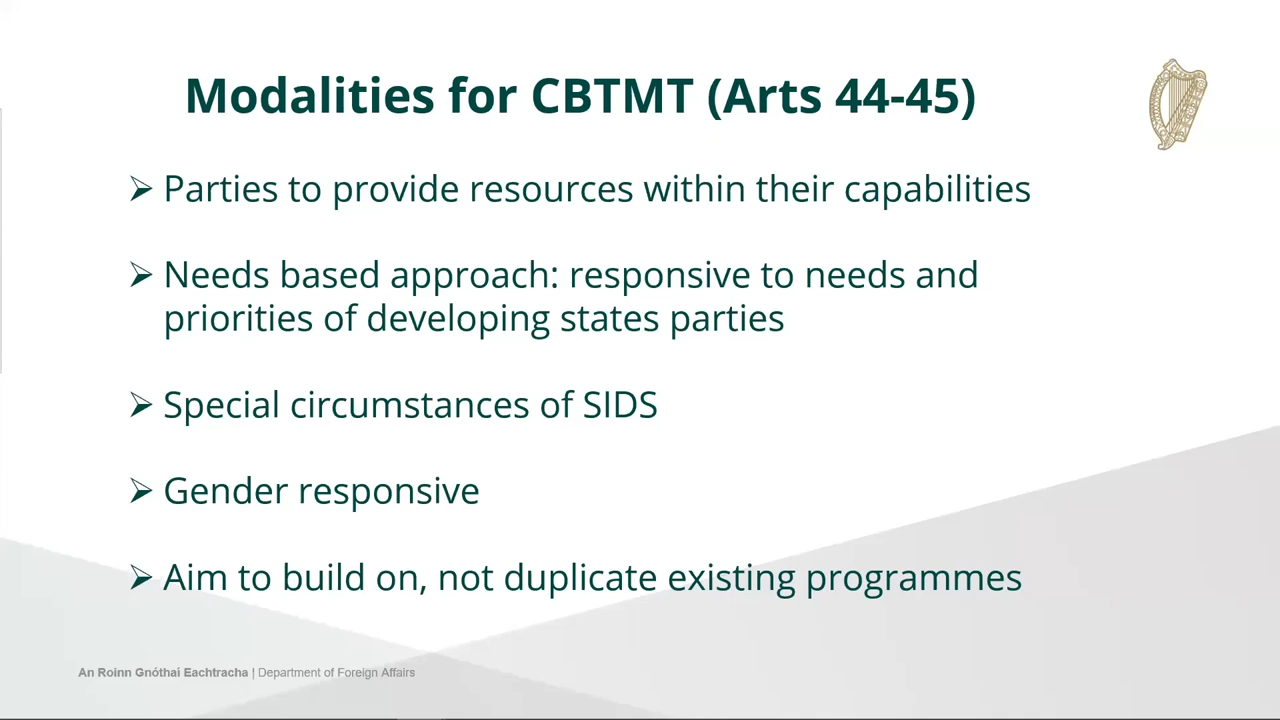 Modalities for CBTMT (Arts 44-45)
➢ Parties to provide resources within their capabilities
➢ Needs based approach: responsive to needs and
priorities of developing states parties
➢ Special circumstances of SIDS
➢ Gender responsive
➢ Aim to build on, not duplicate existing programmes
An Roinn Gnóthaí Eachtracha | Department of Foreign Affairs